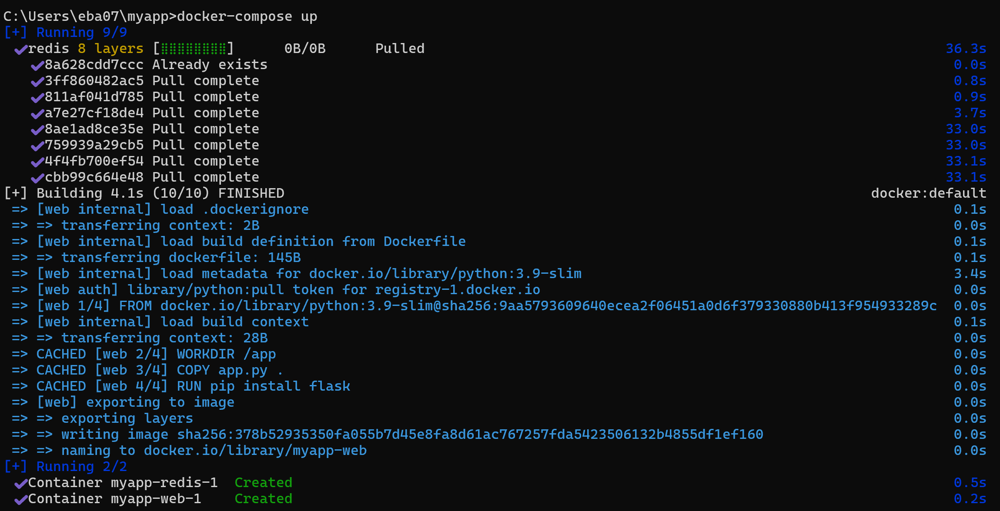 C:\Users\eba07\myapp>docker-compose up
[+] Running 9/9
✔redis 8 layers [⣿⣿⣿⣿⣿⣿⣿⣿] 0B/0B Pulled 36.3s
✔8a628cdd7ccc Already exists 0.0s
✔3ff860482ac5 Pull complete 0.8s
✔811af041d785 Pull complete 0.9s
✔a7e27cf18de4 Pull complete 3.7s
✔8ae1ad8ce35e Pull complete 33.0s
✔759939a29cb5 Pull complete 33.0s
✔4f4fb700ef54 Pull complete 33.1s
✔cbb99c664e48 Pull complete 33.1s
[+] Building 4.1s (10/10) FINISHED docker:default
=> [web internal] load .dockerignore 0.1s
=> => transferring context: 2B 0.0s
=> [web internal] load build definition from Dockerfile 0.1s
=> => transferring dockerfile: 145B 0.1s
=> [web internal] load metadata for docker.io/library/python:3.9-slim 3.4s
=> [web auth] library/python:pull token for registry-1.docker.io 0.0s
=> [web 1/4] FROM docker.io/library/python:3.9-slim@sha256:9aa5793609640ecea2f06451a0d6f379330880b413f954933289c 0.0s
=> [web internal] load build context 0.1s
=> => transferring context: 28B 0.0s
=> CACHED [web 2/4] WORKDIR /app 0.0s
=> CACHED [web 3/4] COPY app.py . 0.0s
=> CACHED [web 4/4] RUN pip install flask 0.0s
=> [web] exporting to image 0.0s
=> => exporting layers 0.0s
=> => writing image sha256:378b52935350fa055b7d45e8fa8d61ac767257fda5423506132b4855df1ef160 0.0s
=> => naming to docker.io/library/myapp-web 0.0s
[+] Running 2/2
✔Container myapp-redis-1 Created 0.5s
✔Container myapp-web-1 Created 0.2s